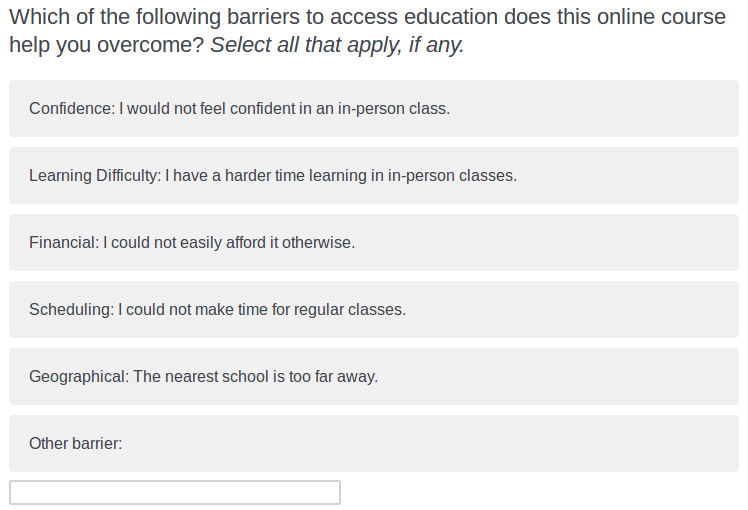 Which of the following barriers to access education does this online course
help you overcome? Select all that apply, if any.
Confidence: I would not feel confident in an in-person class.
Learning Difficulty: I have a harder time learning in in-person classes.
Financial: I could not easily afford it otherwise.
Scheduling: I could not make time for regular classes.
Geographical: The nearest school is too far away.
Other barrier: